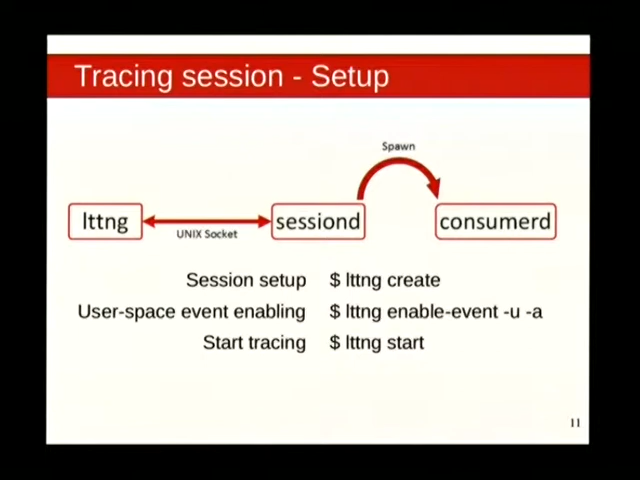 Tracing session - Setup
Spawn
lttng
sessiond
consumerd
UNIX Socket
Session setup $ lttng create
User-space event enabling $ lttng enable-event -u -a
Start tracing $ lttng start
11